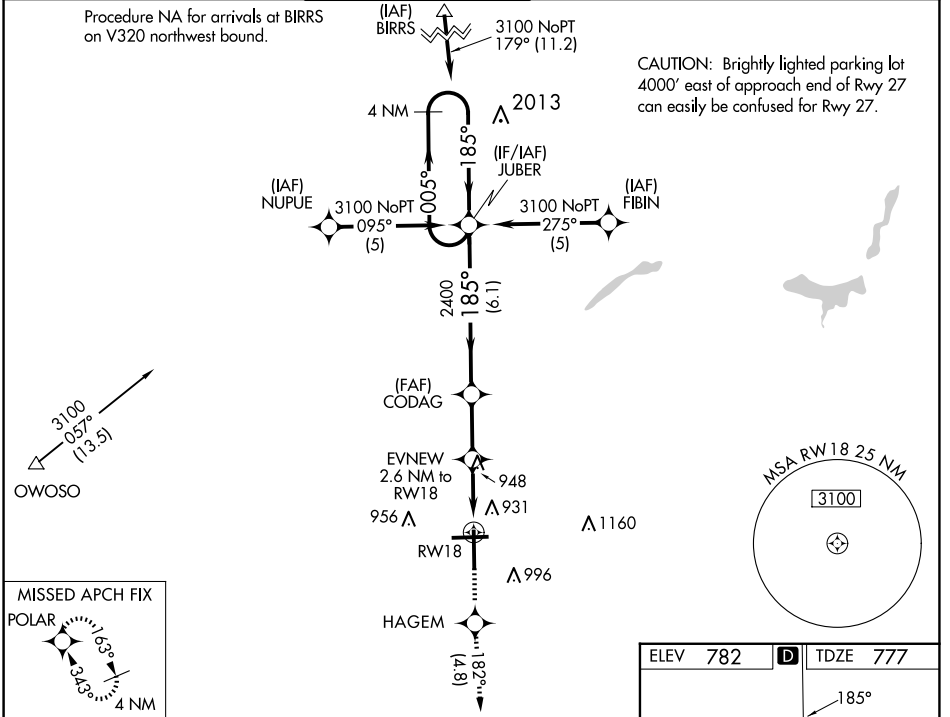 Procedure NA for arrivals at BIRRS
on V320 northwest bound.
(IAF)
BIRRS
3100 NoPT
179° (11.2)
CAUTION: Brightly lighted parking lot
4000' east of approach end of Rwy 27
can easily be confused for Rwy 27.
4 NM
2013
185°
005°
(IF/IAF)
JUBER
(IAF)
NUPUE
3100 NoPT
095°
(5)
3100 NoPT
275°
(5)
(IAF)
FIBIN
2400
185°
(6.1)
(FAF)
CODAG
3100
057°
(13.5)
OWOSO
EVNEW
2.6 NM to
RW18
948
931
956
1160
RW18
996
MSA RW18 25 NM
3100
HAGEM
182°
(4.8)
MISSED APCH FIX
POLAR
163°
343°
4 NM
ELEV 782 D TDZE 777
185°